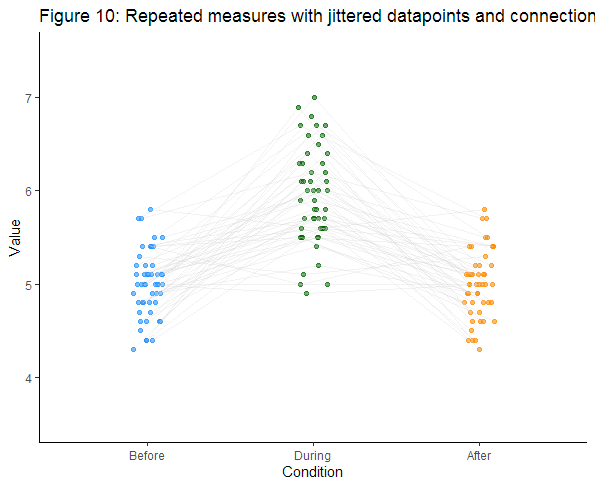 Figure 10: Repeated measures with jittered datapoints and connection
7
6
5
4
Value
Before During After
Condition